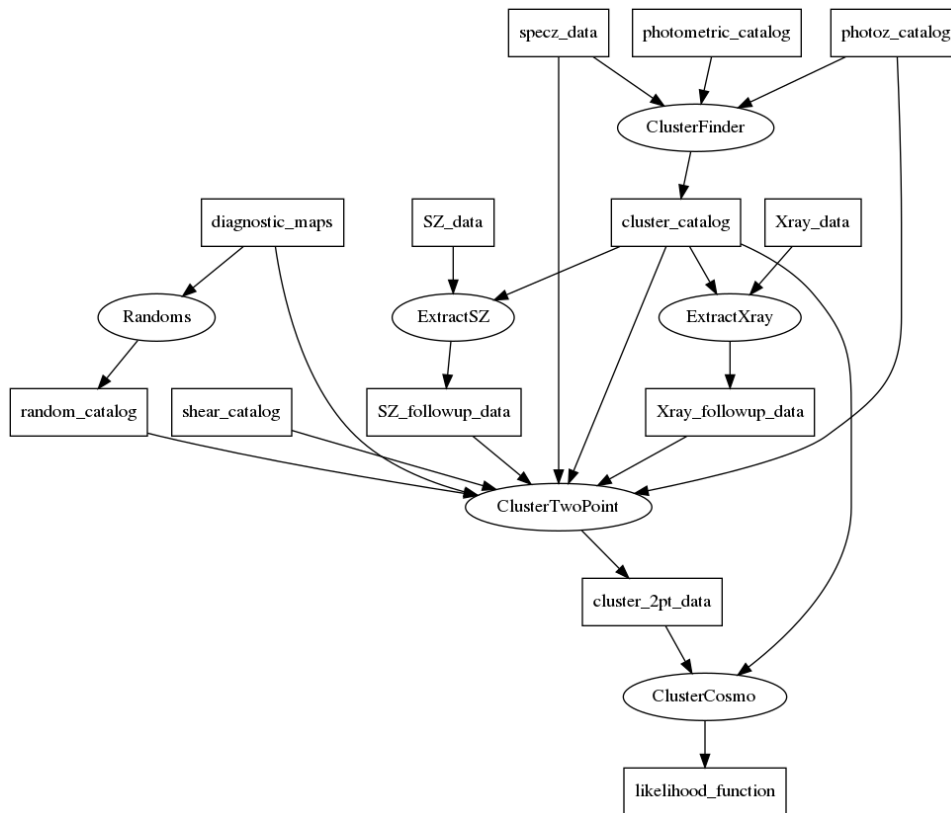 specz_data
photometric_catalog
photoz_catalog
ClusterFinder
diagnostic_maps
SZ_data
cluster_catalog
Xray_data
Randoms
ExtractSZ
ExtractXray
random_catalog
shear_catalog
SZ_followup_data
Xray_followup_data
ClusterTwoPoint
cluster_2pt_data
ClusterCosmo
likelihood_function